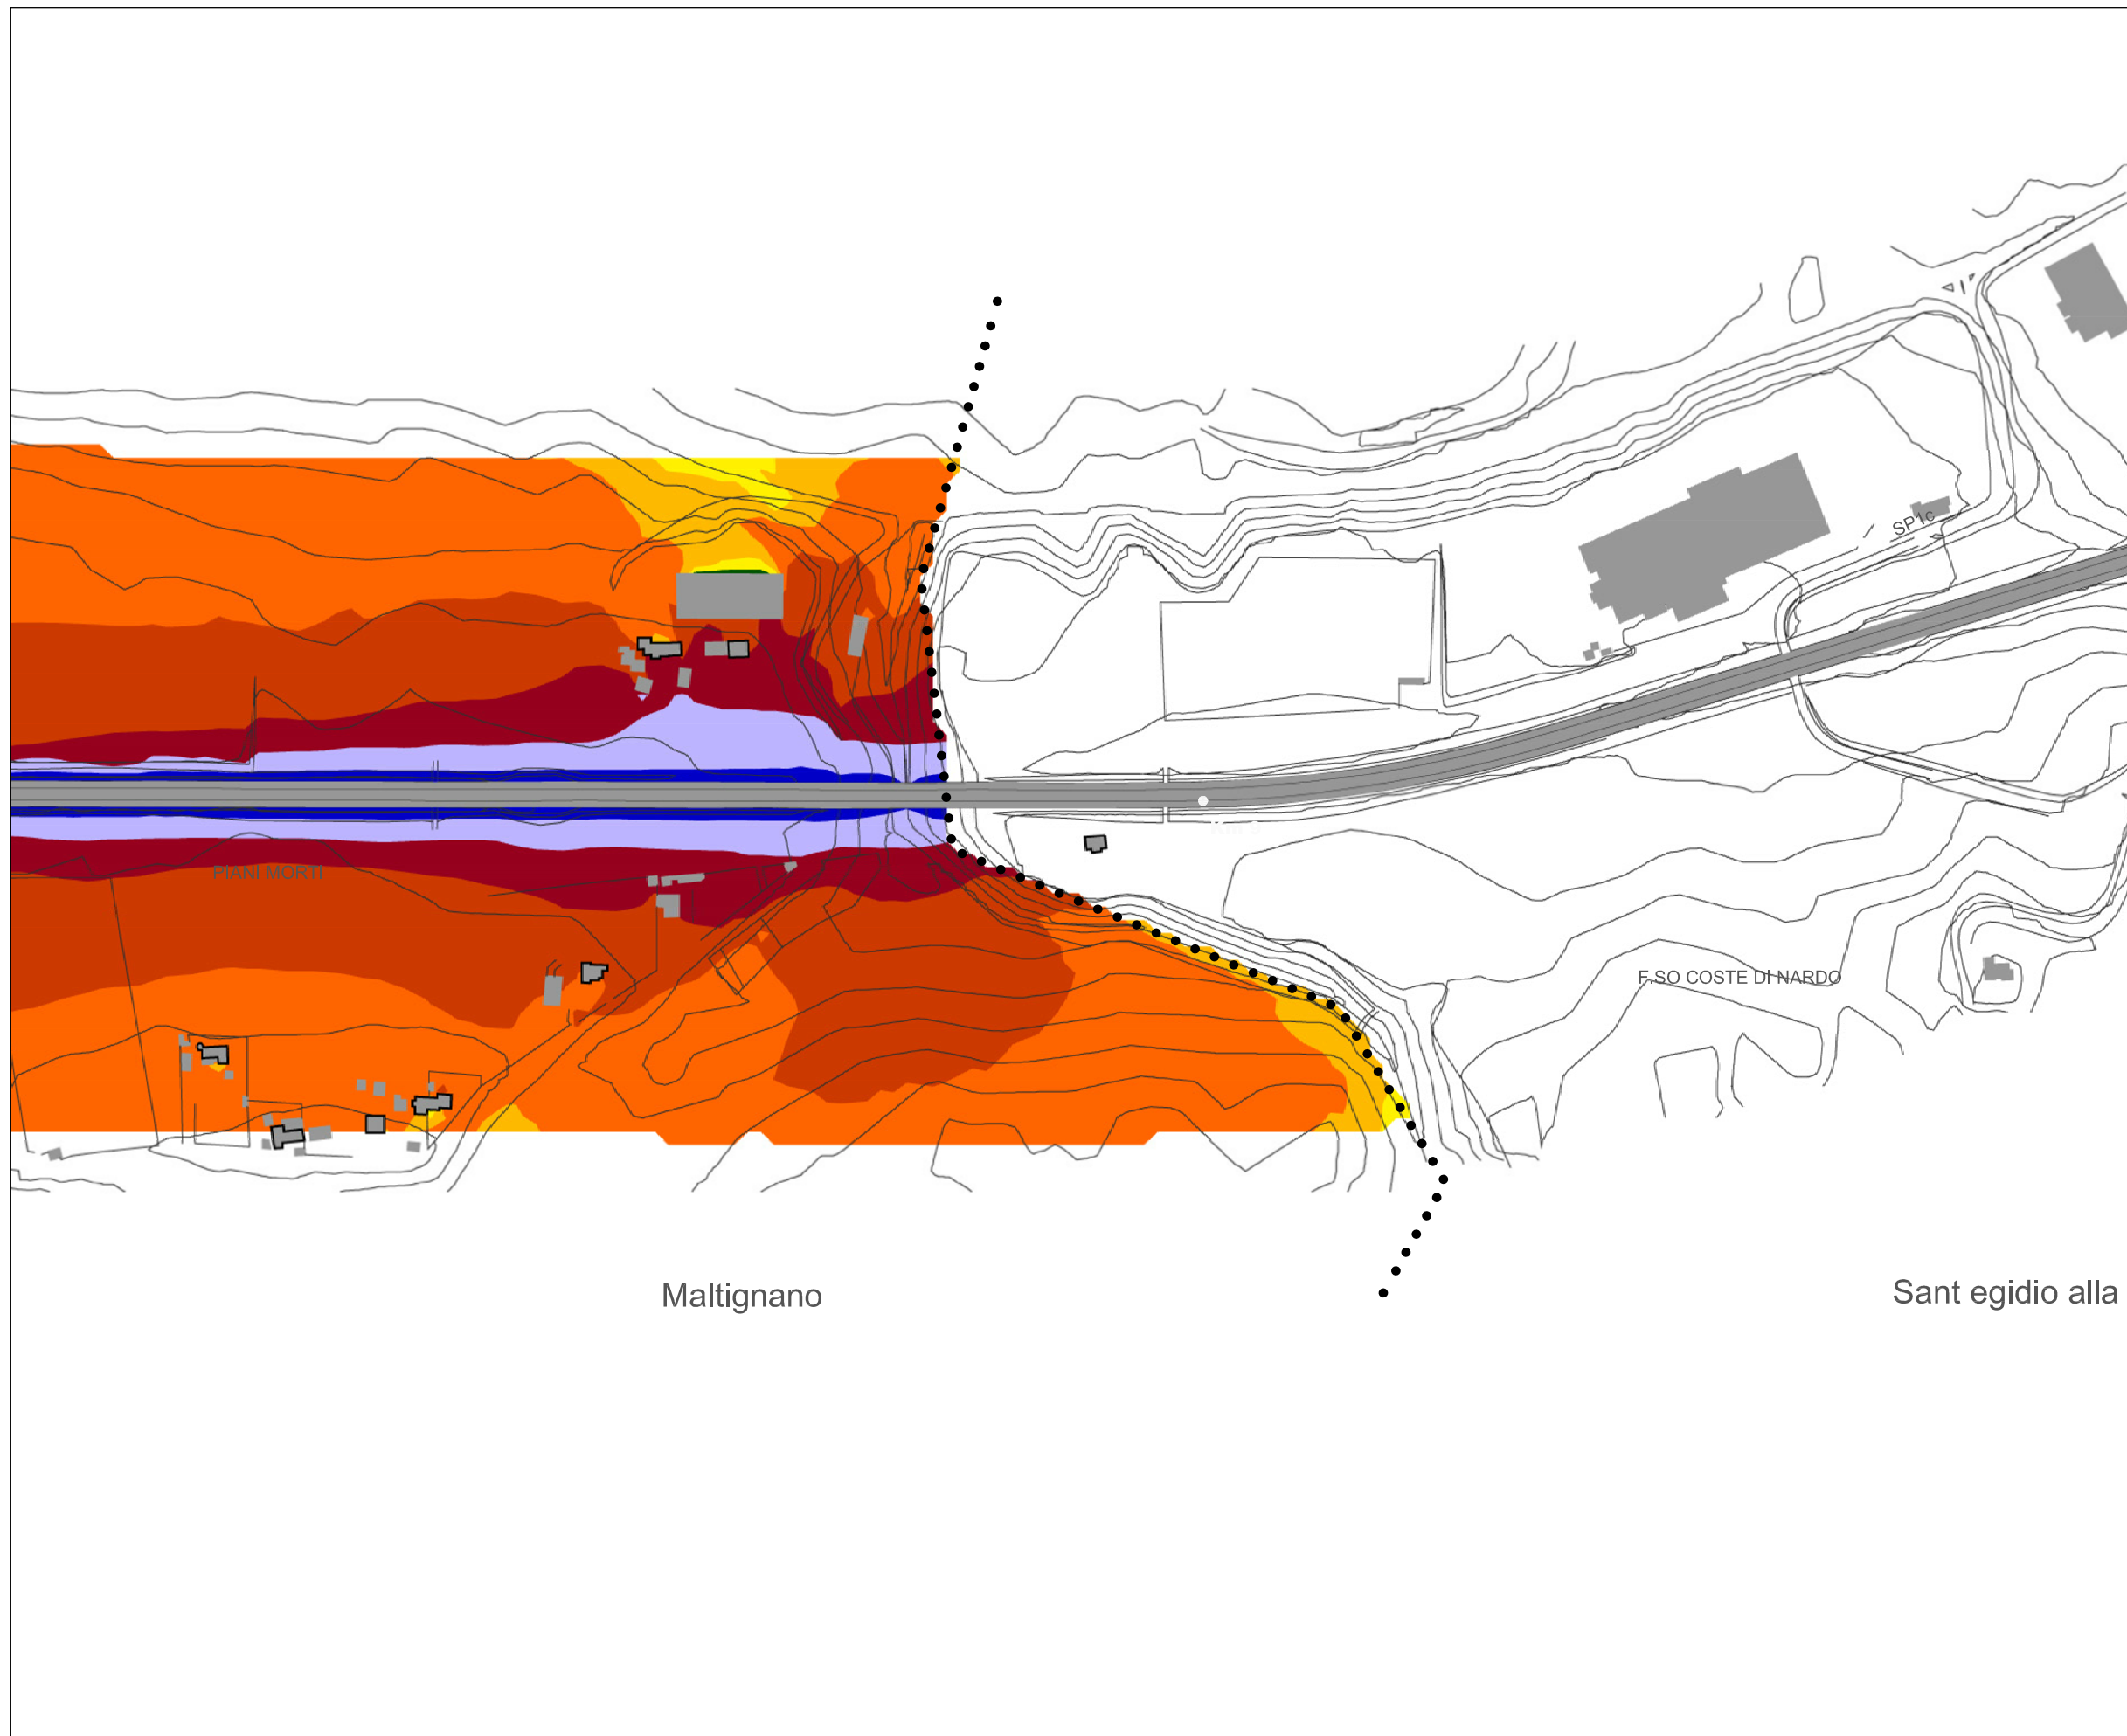 SP1c
PIANI MORTI
F.SO COSTE DI NARDO
Maltignano
Sant egidio alla